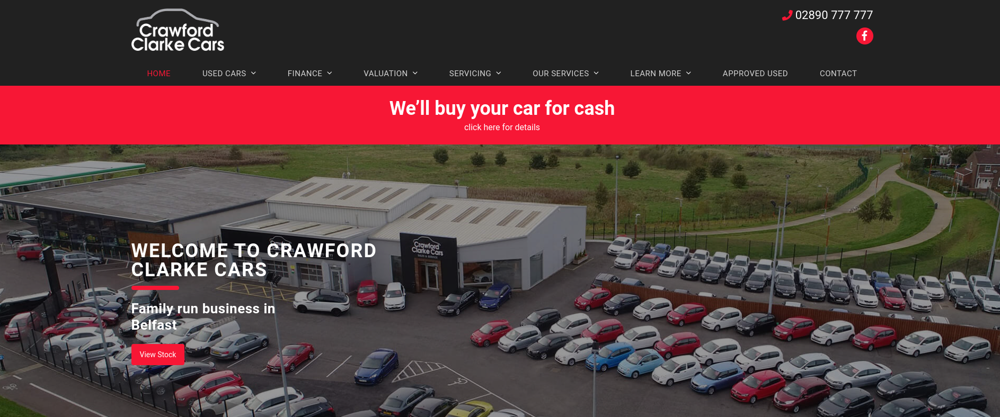 Crawford
Clarke Cars
02890 777 777
HOME
USED CARS
FINANCE
VALUATION
SERVICING
OUR SERVICES
LEARN MORE
APPROVED USED
CONTACT
We’ll buy your car for cash
click here for details
Crawford
Clarke Cars
SALES & SERVICE
WELCOME TO CRAWFORD
CLARKE CARS
Family run business in
Belfast
View Stock